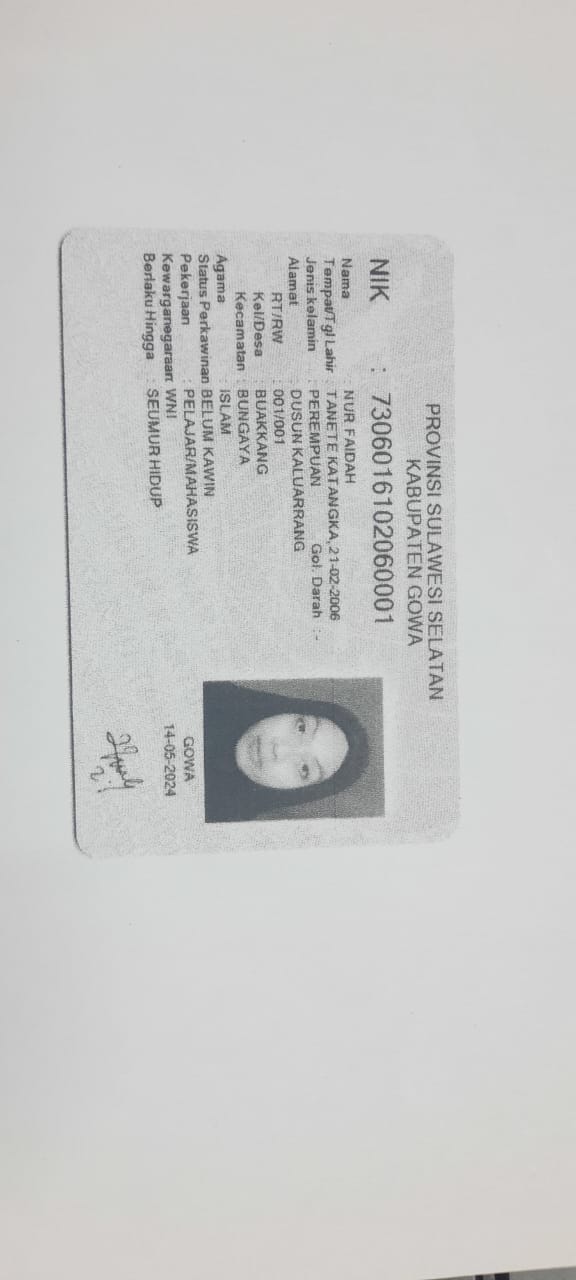 PROVINSI SULAWESI SELATAN
KABUPATEN GOWA
NIK : 7306016102060001
Nama NUR FAIDAH
Tempat/Tgl Lahir : TANETE KATANGKA, 21-02-2006
Jenis kelamin : PEREMPUAN Gol. Darah : -
Alamat : DUSUN KALUARRANG
RT/RW : 001/001
Kel/Desa BUAKKANG
Kecamatan : BUNGAYA
Agama ISLAM
Status Perkawinan BELUM KAWIN
Pekerjaan : PELAJAR/MAHASISWA
Kewarganegaraan: WNI
Berlaku Hingga : SEUMUR HIDUP
GOWA
14-05-2024